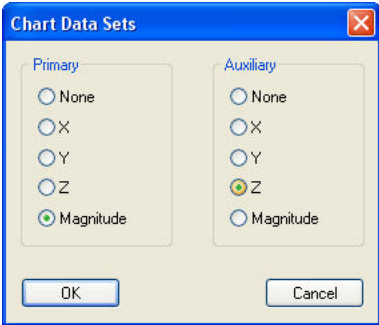 Chart Data Sets
Primary
None
X
Y
Z
Magnitude
Auxiliary
None
X
Y
Z
Magnitude
OK
Cancel